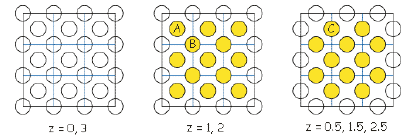 A
B
C
z = 0, 3
z = 1, 2
z = 0.5, 1.5, 2.5